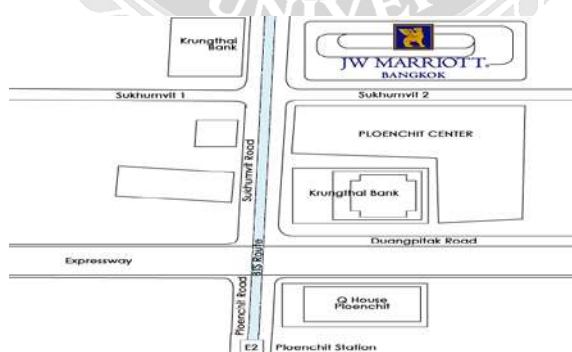 UNIVER
Krungthai
Bank
JW MARRIOTT.
BANGKOK
Sukhumvit 1
Sukhumvit 2
PLOENCHIT CENTER
Sukhumvit Road
Krungthai Bank
Duangpitak Road
BTS Route
Expressway
Ploenchit Road
Q House
Ploenchit
E2
Ploenchit Station